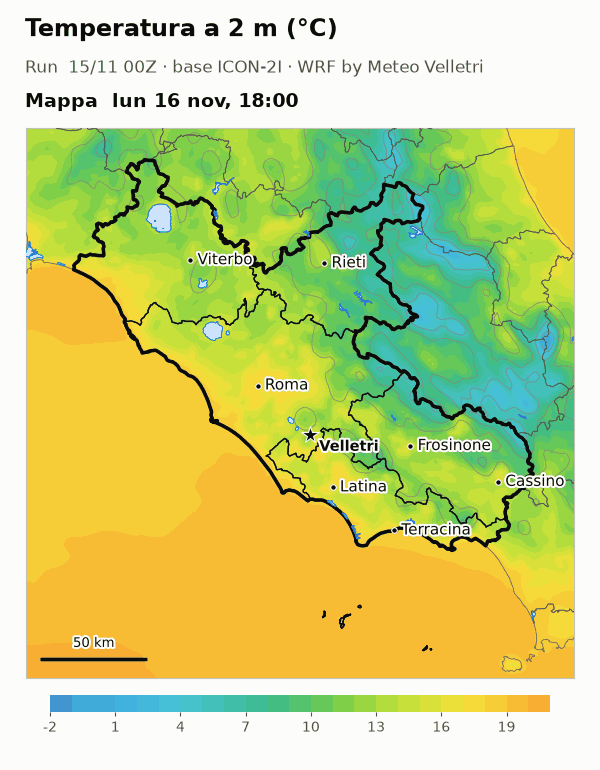 Temperatura a 2 m (°C)
Run  15/11 00Z · base ICON-2I · WRF by Meteo Velletri
Mappa  lun 16 nov, 18:00
Viterbo
Rieti
Roma
Velletri
Frosinone
Latina
Cassino
Terracina
50 km
-2 1 4 7 10 13 16 19